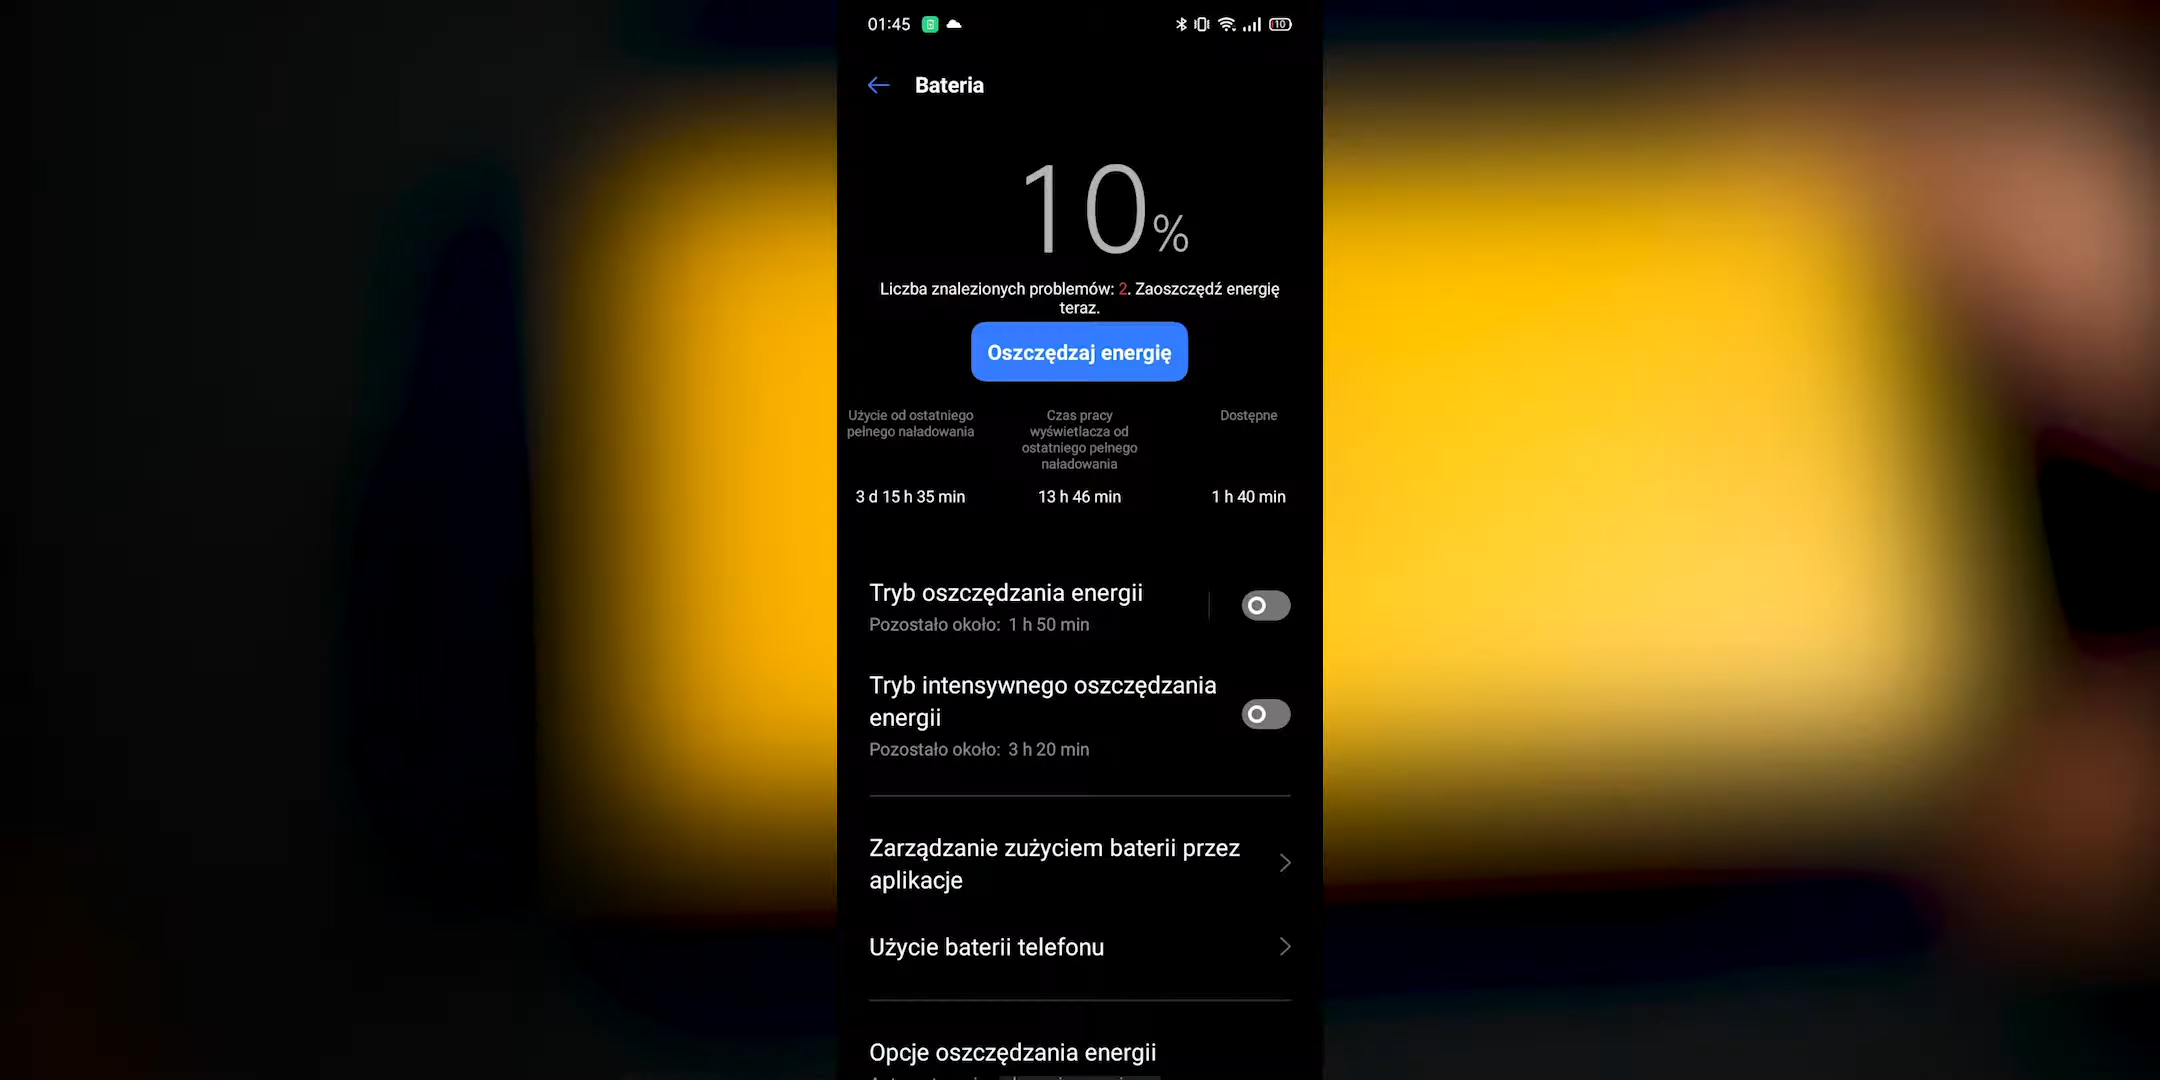 01:45
10
Bateria
10%
Liczba znalezionych problemów: 2. Zaoszczędź energię
teraz.
Oszczędzaj energię
Użycie od ostatniego
pełnego naładowania
3 d 15 h 35 min
Czas pracy
wyświetlacza od
ostatniego pełnego
naładowania
13 h 46 min
Dostępne
1 h 40 min
Tryb oszczędzania energii
Pozostało około: 1 h 50 min
Tryb intensywnego oszczędzania
energii
Pozostało około: 3 h 20 min
Zarządzanie zużyciem baterii przez
aplikacje
Użycie baterii telefonu
Opcje oszczędzania energii